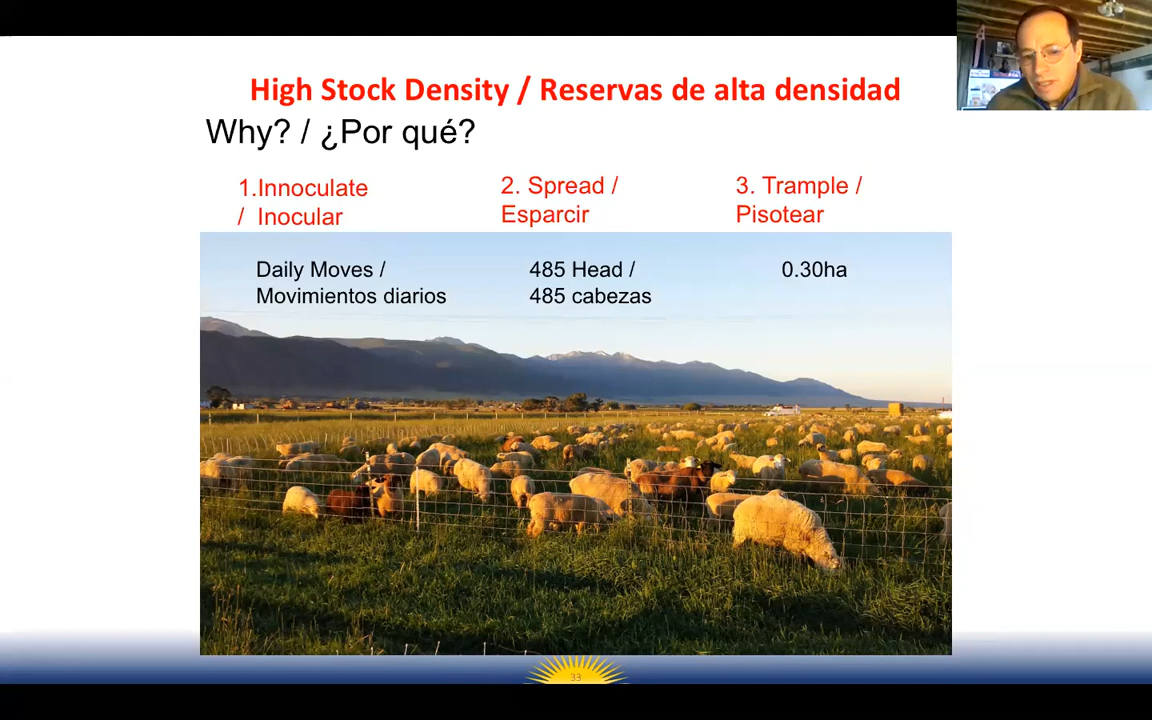 High Stock Density / Reservas de alta densidad
Why? / ¿Por qué?
1.Innoculate
/ Inocular
2. Spread /
Esparcir
3. Trample /
Pisotear
Daily Moves /
Movimientos diarios
485 Head /
485 cabezas
0.30ha
33